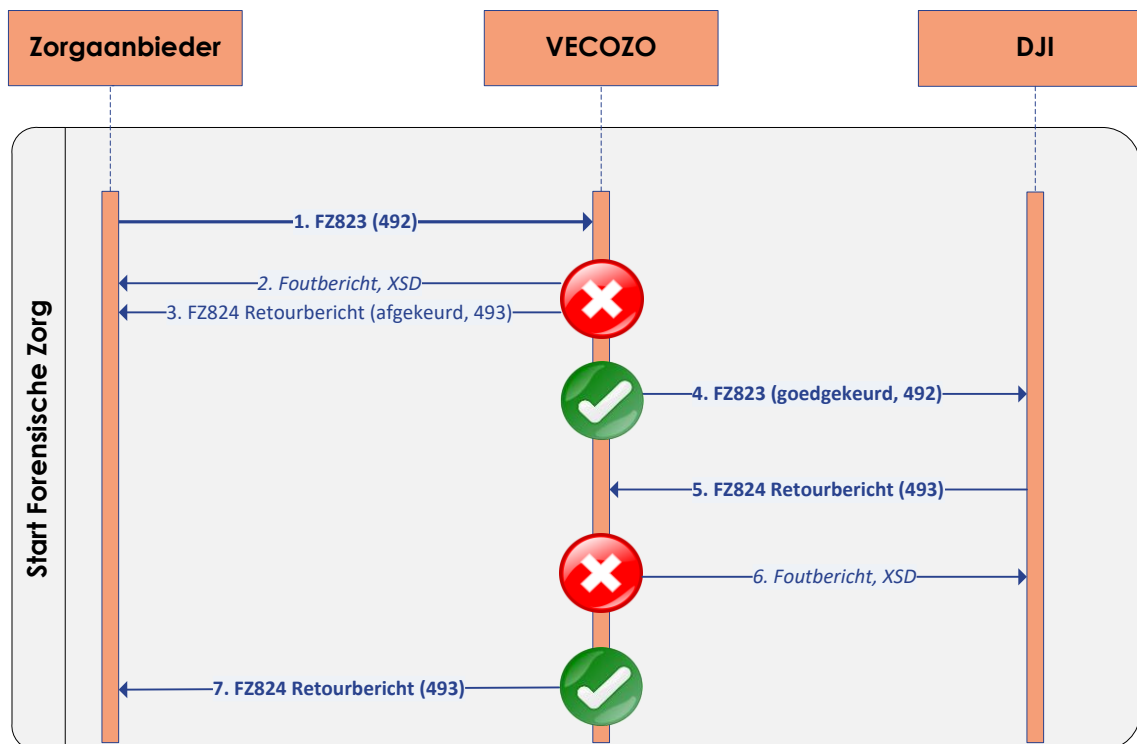 Zorgaanbieder
VECOZO
DJI
Start Forensische Zorg
1. FZ823 (492)
2. Foutbericht, XSD
3. FZ824 Retourbericht (afgekeurd, 493)
4. FZ823 (goedgekeurd, 492)
5. FZ824 Retourbericht (493)
6. Foutbericht, XSD
7. FZ824 Retourbericht (493)